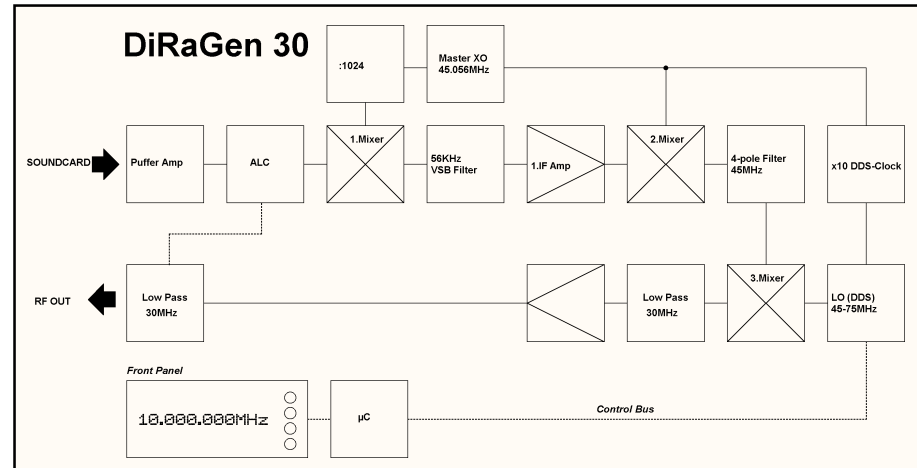 DiRaGen 30
:1024
Master XO
45.056MHz
SOUNDCARD
Puffer Amp
ALC
1.Mixer
56KHz
VSB Filter
1.IF Amp
2.Mixer
4-pole Filter
45MHz
x10 DDS-Clock
RF OUT
Low Pass
30MHz
Low Pass
30MHz
3.Mixer
LO (DDS)
45-75MHz
Front Panel
10.000.000MHz
µC
Control Bus